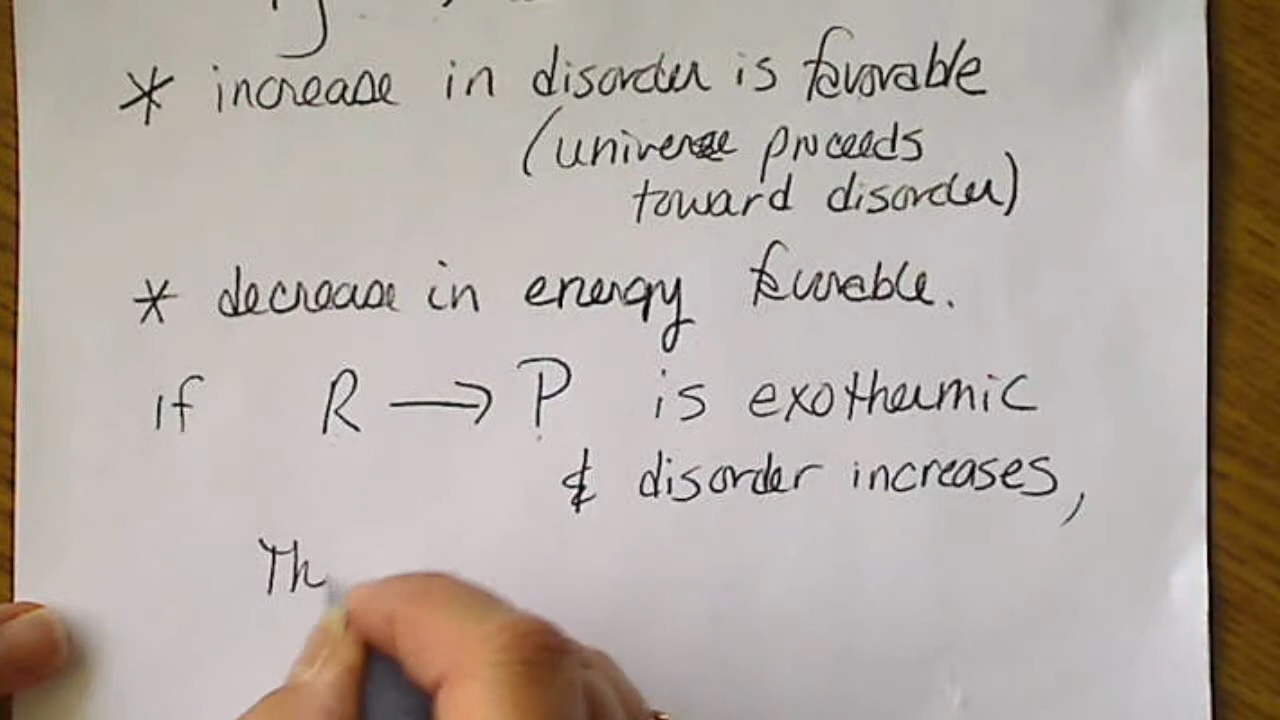 * increase in disorder is favorable
(universe proceeds
toward disorder)
* decrease in energy favorable.
if R → P is exothermic
& disorder increases,
Th